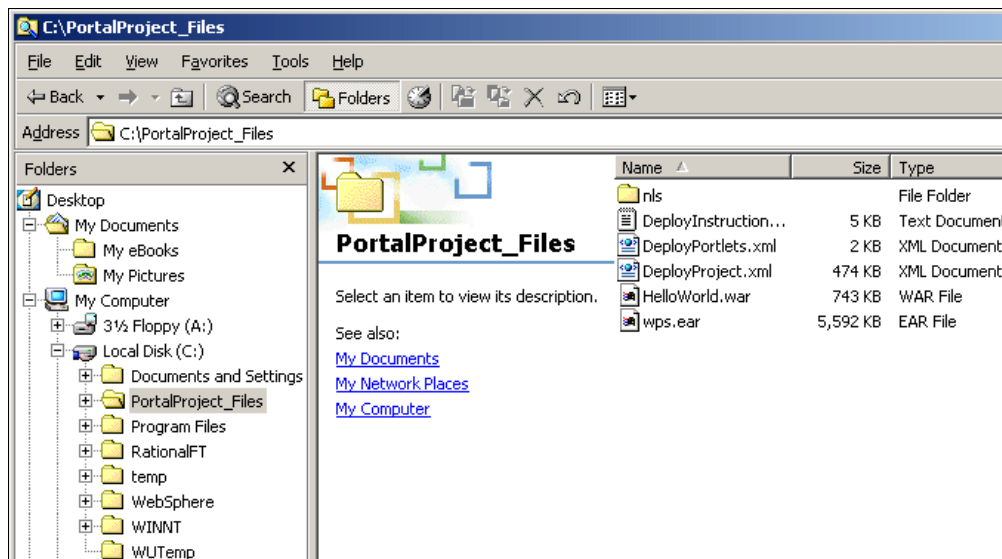 C:\PortalProject_Files
File Edit View Favorites Tools Help
Back Search Folders
Address C:\PortalProject_Files
Folders
Desktop
My Documents
My eBooks
My Pictures
My Computer
3½ Floppy (A:)
Local Disk (C:)
Documents and Settings
PortalProject_Files
Program Files
RationalFT
temp
WebSphere
WINNT
WUTemp
PortalProject_Files
Select an item to view its description.
See also:
My Documents
My Network Places
My Computer
Name Size Type
nls File Folder
DeployInstruction... 5 KB Text Document
DeployPortlets.xml 2 KB XML Document
DeployProject.xml 474 KB XML Document
HelloWorld.war 743 KB WAR File
wps.ear 5,592 KB EAR File